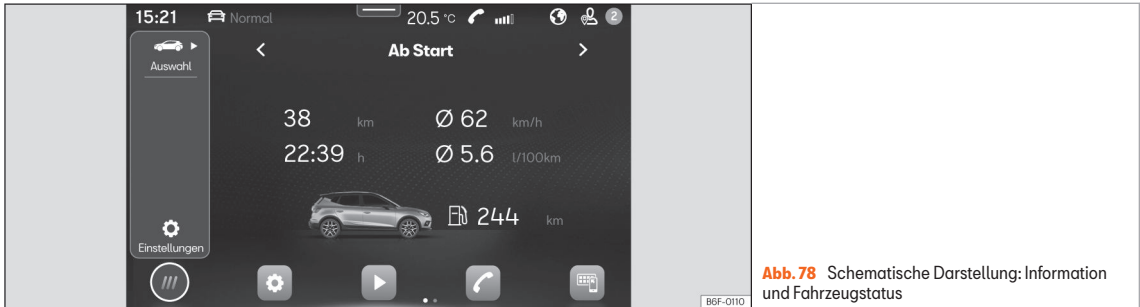 15:21 Normal 20.5 °C 2
Auswahl
Ab Start
38 km Ø 62 km/h
22:39 h Ø 5.6 l/100km
244 km
Einstellungen
B6F-0110
Abb. 78 Schematische Darstellung: Information
und Fahrzeugstatus